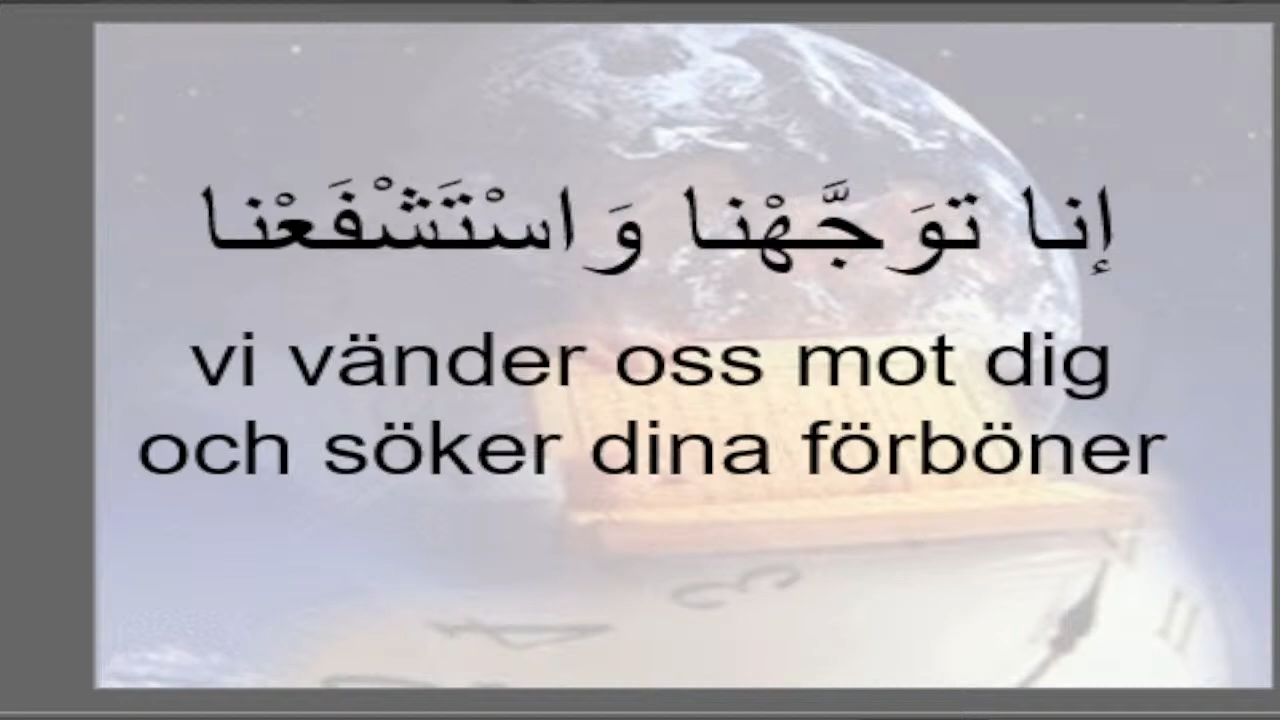 إنا توَجَّهْنا وَاسْتَشْفَعْنا
vi vänder oss mot dig
och söker dina förböner